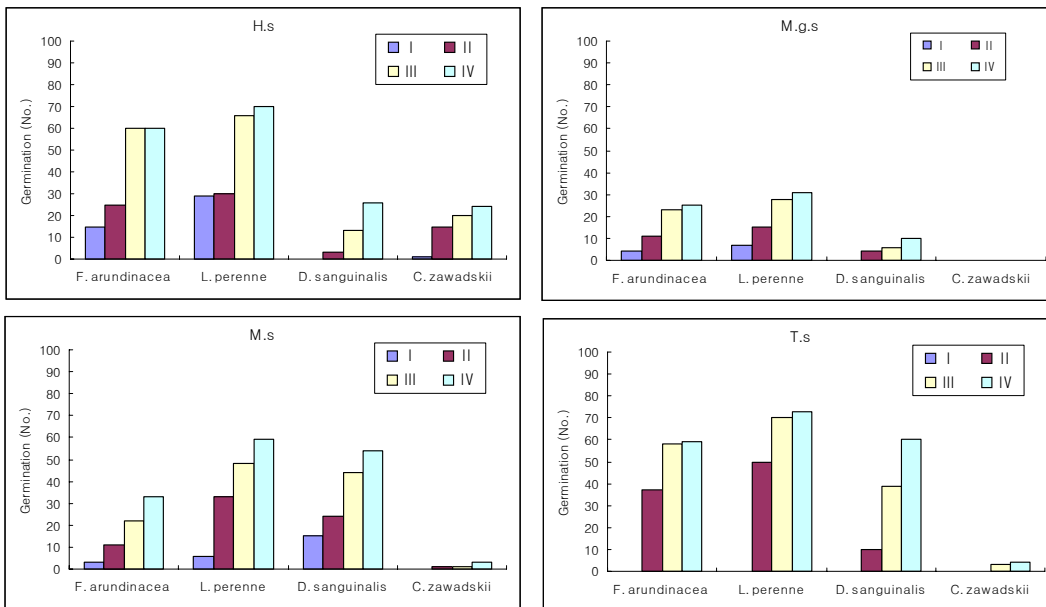 H.s
I II
III IV
Germination (No.)
100
90
80
70
60
50
40
30
20
10
0
F. arundinacea L. perenne D. sanguinalis C. zawadskii
M.g.s
I II
III IV
Germination (No.)
100
90
80
70
60
50
40
30
20
10
0
F. arundinacea L. perenne D. sanguinalis C. zawadskii
M.s
I II
III IV
Germination (No.)
100
90
80
70
60
50
40
30
20
10
0
F. arundinacea L. perenne D. sanguinalis C. zawadskii
T.s
I II
III IV
Germination (No.)
100
90
80
70
60
50
40
30
20
10
0
F. arundinacea L. perenne D. sanguinalis C. zawadskii